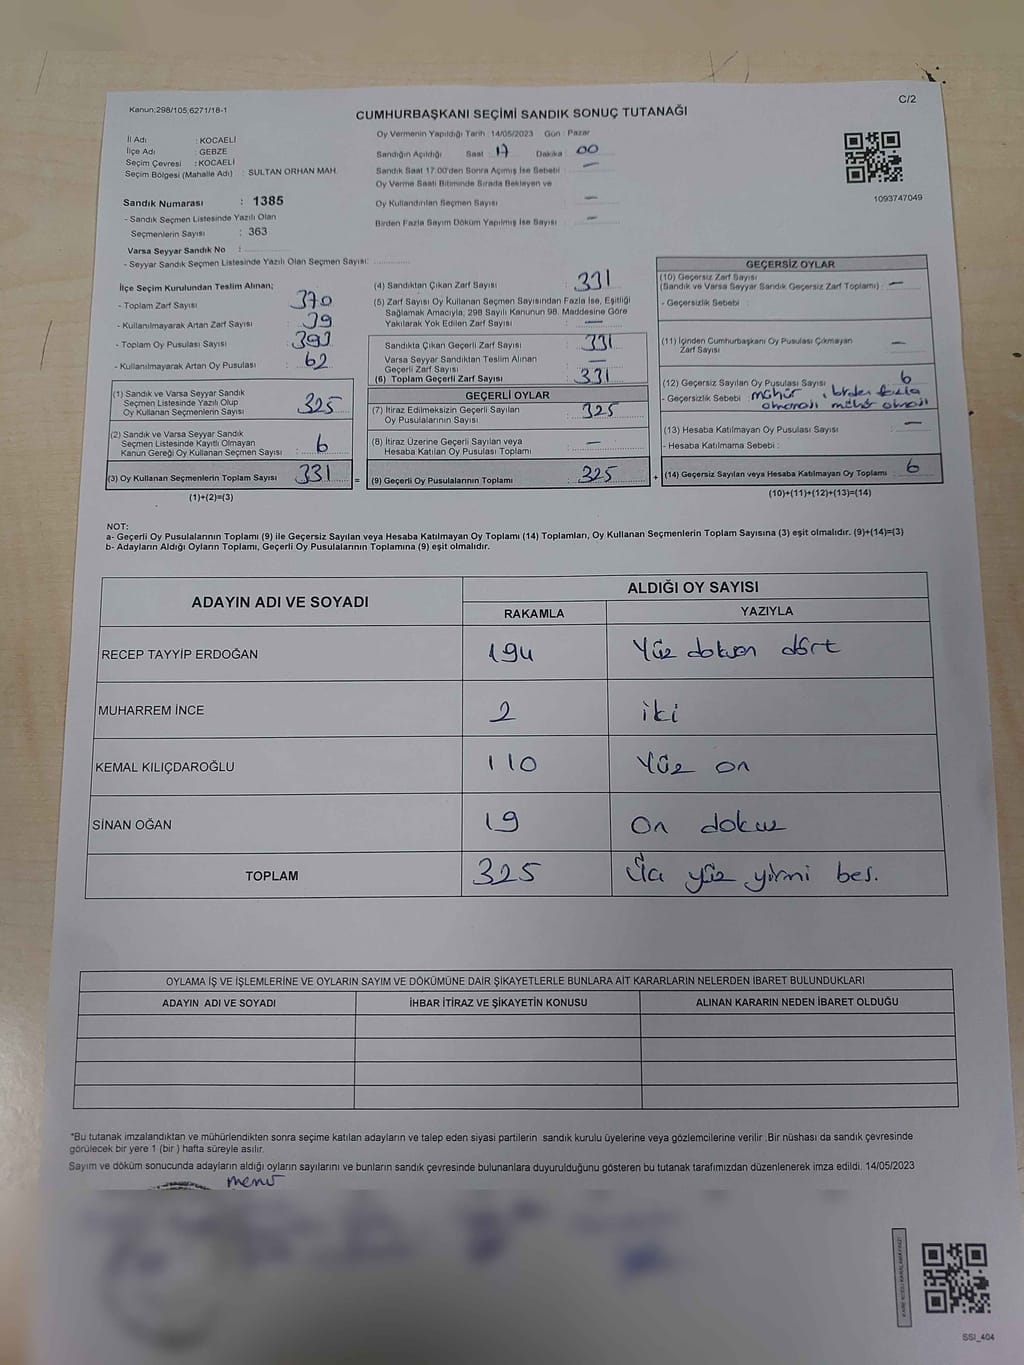 Kanun;298/105;6271/18-1
C/2
CUMHURBAŞKANI SEÇİMİ SANDIK SONUÇ TUTANAĞI
Oy Vermenin Yapıldığı Tarih : 14/05/2023 Gün : Pazar
İl Adı : KOCAELİ
İlçe Adı : GEBZE
Seçim Çevresi : KOCAELİ
Seçim Bölgesi (Mahalle Adı) : SULTAN ORHAN MAH.
Sandığın Açıldığı Saat : 17 Dakika : 00
Sandık Saat 17.00'den Sonra Açımış İse Sebebi : —
Oy Verme Saati Bitiminde Sırada Bekleyen ve
Oy Kullandırılan Seçmen Sayısı : —
Birden Fazla Sayım Döküm Yapılmış İse Sayısı : —
1093747049
Sandık Numarası : 1385
- Sandık Seçmen Listesinde Yazılı Olan
Seçmenlerin Sayısı : 363
Varsa Seyyar Sandık No :
- Seyyar Sandık Seçmen Listesinde Yazılı Olan Seçmen Sayısı:
İlçe Seçim Kurulundan Teslim Alınan;
- Toplam Zarf Sayısı : 370
- Kullanılmayarak Artan Zarf Sayısı : 39
- Toplam Oy Pusulası Sayısı : 393
- Kullanılmayarak Artan Oy Pusulası : 62
(1) Sandık ve Varsa Seyyar Sandık
Seçmen Listesinde Yazılı Olup
Oy Kullanan Seçmenlerin Sayısı : 325
(2) Sandık ve Varsa Seyyar Sandık
Seçmen Listesinde Kayıtlı Olmayan
Kanun Gereği Oy Kullanan Seçmen Sayısı : 6
(3) Oy Kullanan Seçmenlerin Toplam Sayısı : 331
(1)+(2)=(3)
(4) Sandıktan Çıkan Zarf Sayısı : 331
(5) Zarf Sayısı Oy Kullanan Seçmen Sayısından Fazla İse, Eşitliği
Sağlamak Amacıyla, 298 Sayılı Kanunun 98. Maddesine Göre
Yakılarak Yok Edilen Zarf Sayısı : —
Sandıkta Çıkan Geçerli Zarf Sayısı : 331
Varsa Seyyar Sandıktan Teslim Alınan
Geçerli Zarf Sayısı : —
(6) Toplam Geçerli Zarf Sayısı : 331
GEÇERLİ OYLAR
(7) İtiraz Edilmeksizin Geçerli Sayılan
Oy Pusulalarının Sayısı : 325
(8) İtiraz Üzerine Geçerli Sayılan veya
Hesaba Katılan Oy Pusulası Toplamı : —
= (9) Geçerli Oy Pusulalarının Toplamı : 325
GEÇERSİZ OYLAR
(10) Geçersiz Zarf Sayısı
(Sandık ve Varsa Seyyar Sandık Geçersiz Zarf Toplamı) : —
- Geçersizlik Sebebi :
(11) İçinden Cumhurbaşkanı Oy Pusulası Çıkmayan
Zarf Sayısı —
(12) Geçersiz Sayılan Oy Pusulası Sayısı : 6
- Geçersizlik Sebebi : mühür , birden fazla
olmaması mühür olması
(13) Hesaba Katılmayan Oy Pusulası Sayısı : —
- Hesaba Katılmama Sebebi :
+ (14) Geçersiz Sayılan veya Hesaba Katılmayan Oy Toplamı : 6
(10)+(11)+(12)+(13)=(14)
NOT:
a- Geçerli Oy Pusulalarının Toplamı (9) ile Geçersiz Sayılan veya Hesaba Katılmayan Oy Toplamı (14) Toplamları, Oy Kullanan Seçmenlerin Toplam Sayısına (3) eşit olmalıdır. (9)+(14)=(3)
b- Adayların Aldığı Oyların Toplamı, Geçerli Oy Pusulalarının Toplamına (9) eşit olmalıdır.
ADAYIN ADI VE SOYADI ALDIĞI OY SAYISI
RAKAMLA YAZIYLA
RECEP TAYYİP ERDOĞAN 194 Yüz doksan dört
MUHARREM İNCE 2 iki
KEMAL KILIÇDAROĞLU 110 Yüz on
SİNAN OĞAN 19 On dokuz
TOPLAM 325 Üç yüz yirmi beş.
OYLAMA İŞ VE İŞLEMLERİNE VE OYLARIN SAYIM VE DÖKÜMÜNE DAİR ŞİKAYETLERLE BUNLARA AİT KARARLARIN NELERDEN İBARET BULUNDUKLARI
ADAYIN ADI VE SOYADI İHBAR İTİRAZ VE ŞİKAYETİN KONUSU ALINAN KARARIN NEDEN İBARET OLDUĞU
*Bu tutanak imzalandıktan ve mühürlendikten sonra seçime katılan adayların ve talep eden siyasi partilerin sandık kurulu üyelerine veya gözlemcilerine verilir .Bir nüshası da sandık çevresinde
görülecek bir yere 1 (bir ) hafta süreyle asılır.
Sayım ve döküm sonucunda adayların aldığı oyların sayılarını ve bunların sandık çevresinde bulunanlara duyurulduğunu gösteren bu tutanak tarafımızdan düzenlenerek imza edildi. 14/05/2023
SSI_404